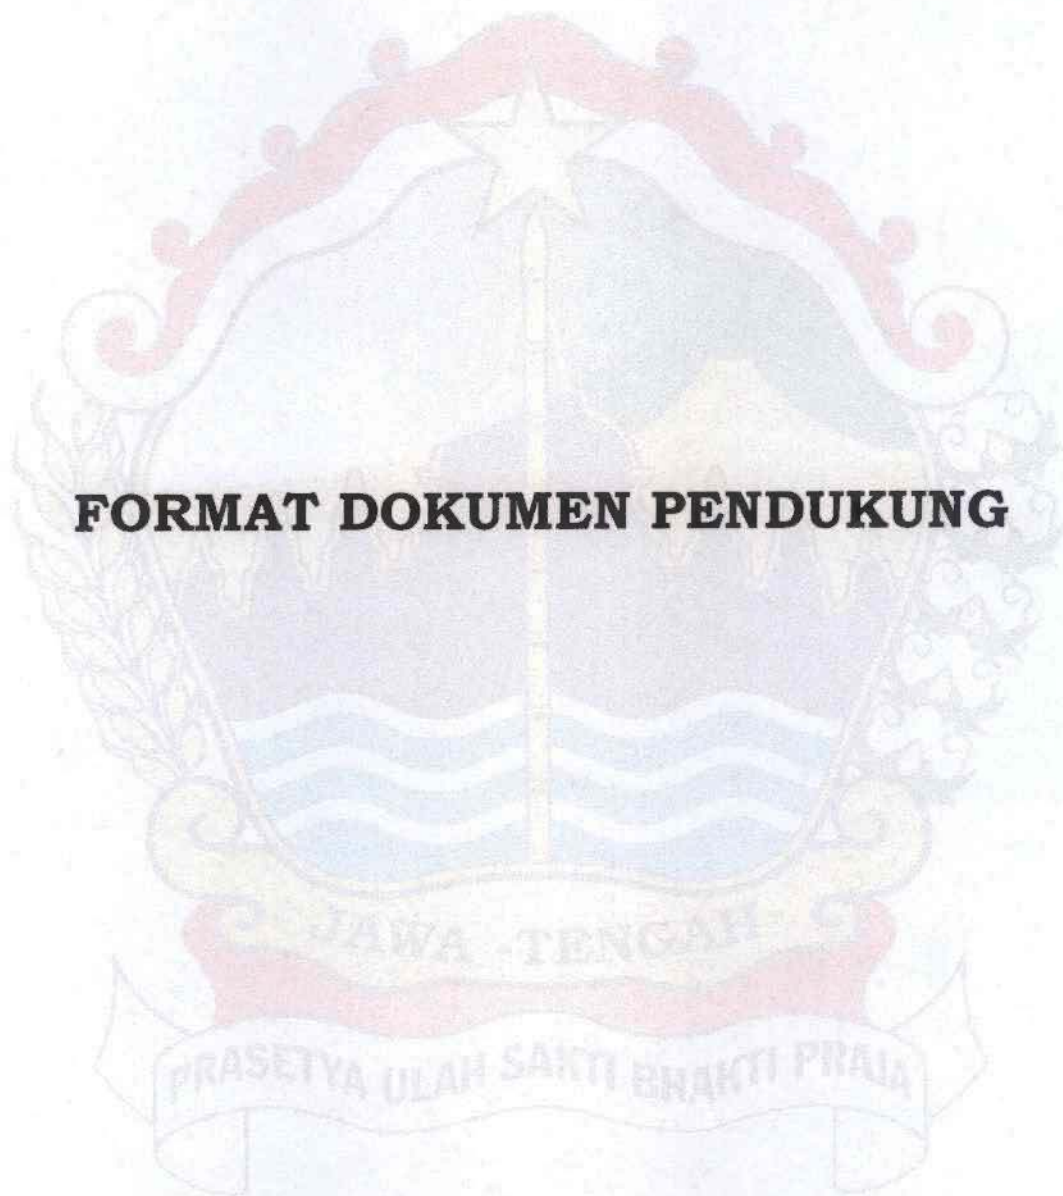 FORMAT DOKUMEN PENDUKUNG
JAWA -TENGAH-
PRASETYA ULAH SAKTI BHAKTI PRAJA